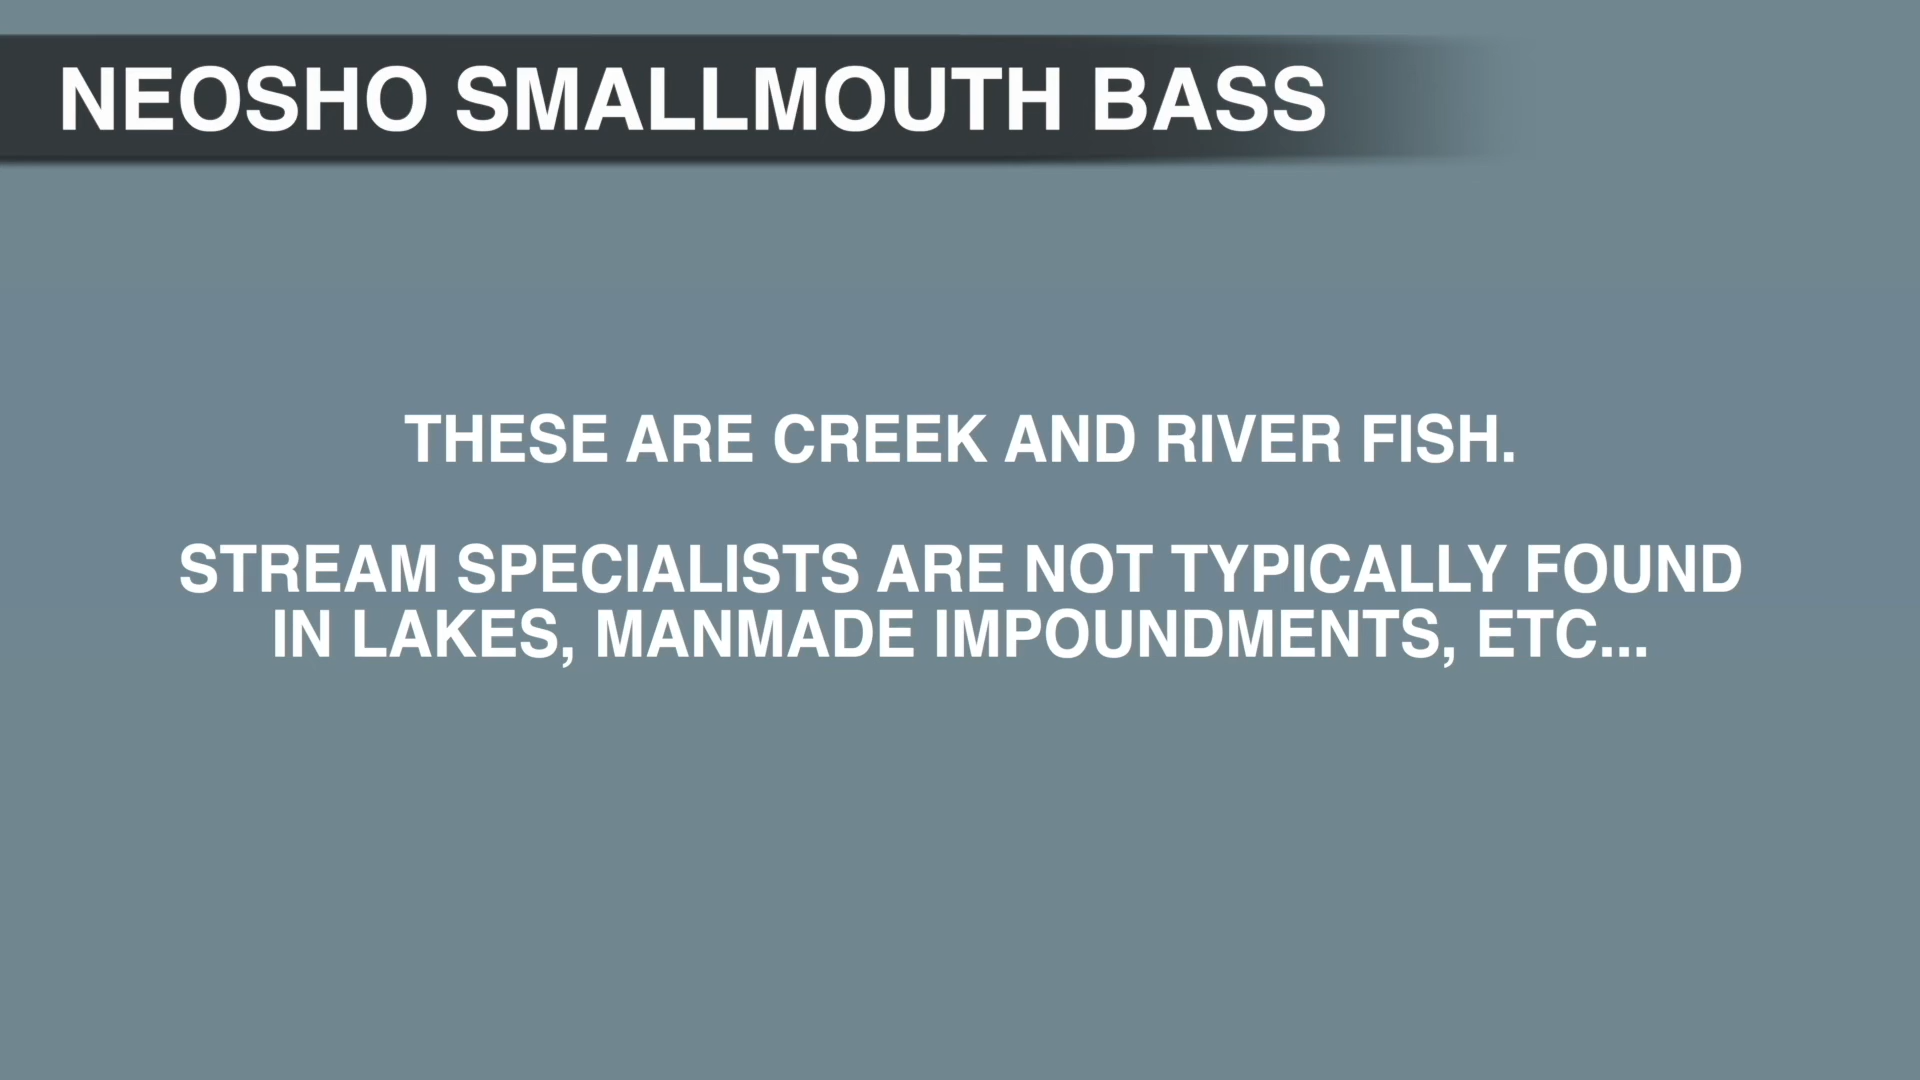 NEOSHO SMALLMOUTH BASS
THESE ARE CREEK AND RIVER FISH.
STREAM SPECIALISTS ARE NOT TYPICALLY FOUND
IN LAKES, MANMADE IMPOUNDMENTS, ETC...